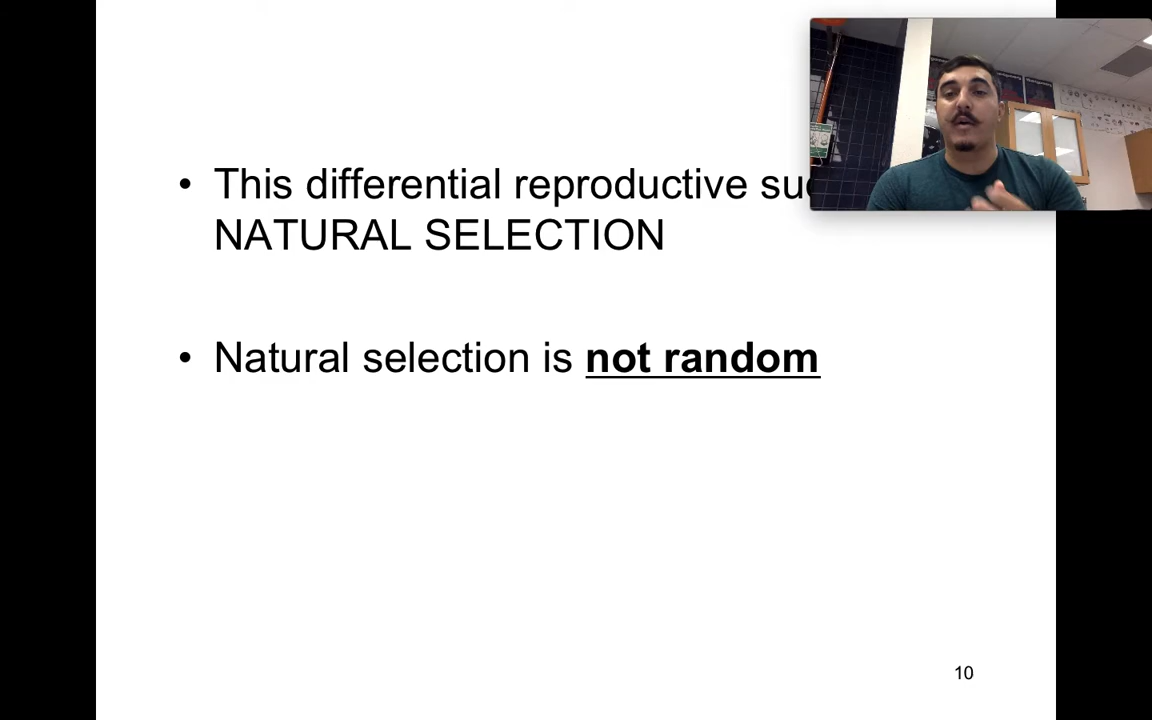 • This differential reproductive
NATURAL SELECTION
• Natural selection is not random
10